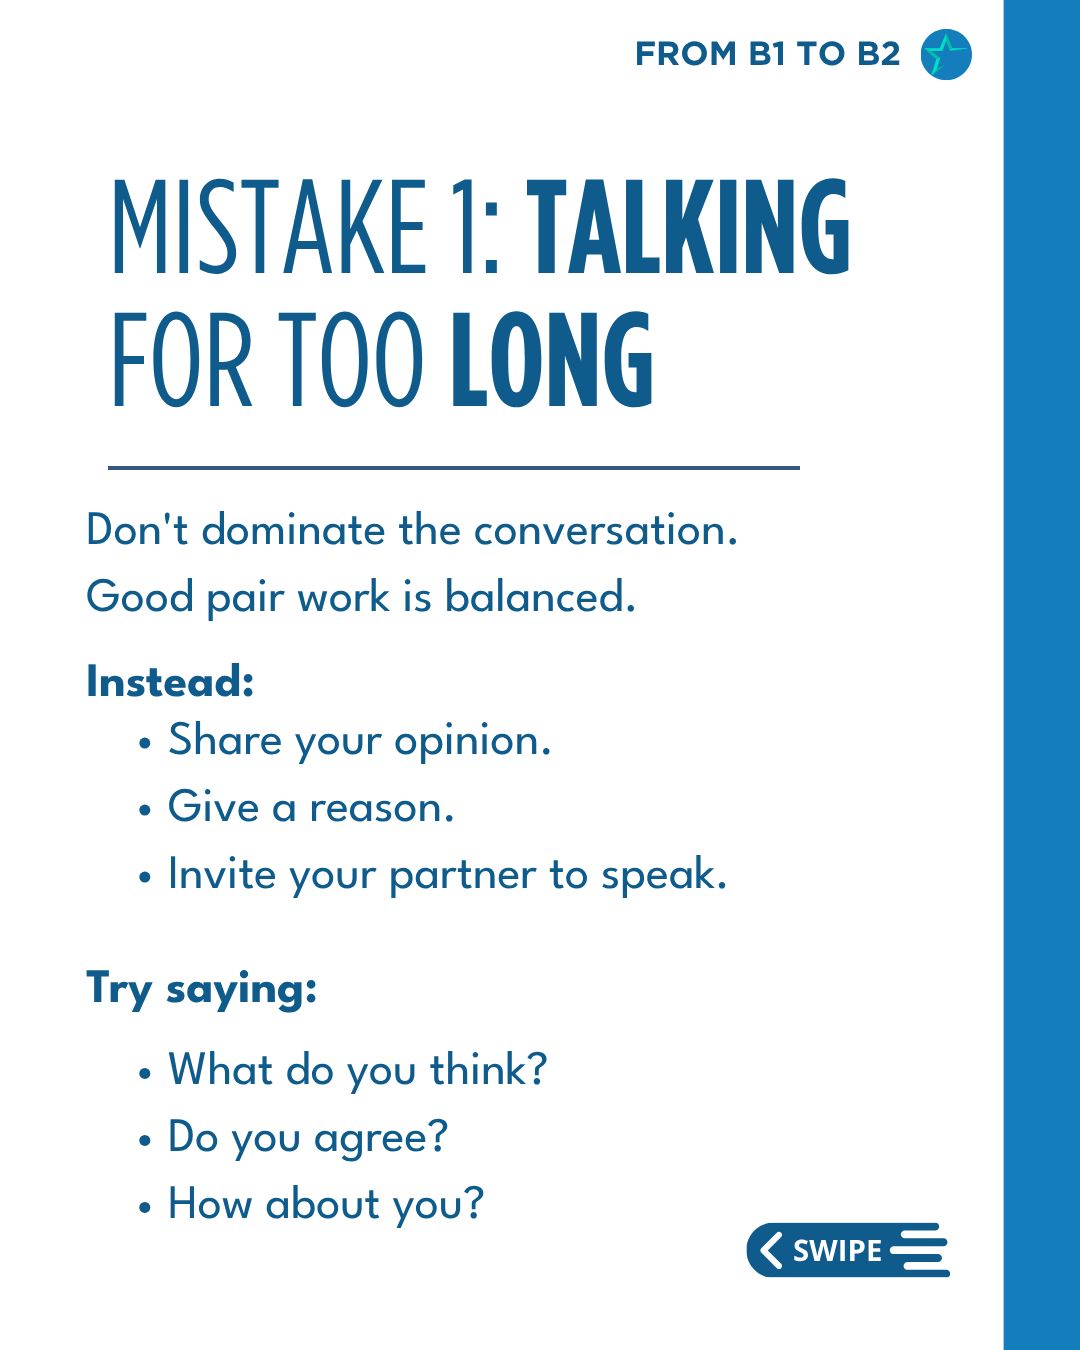 FROM B1 TO B2
MISTAKE 1: TALKING
FOR TOO LONG
Don't dominate the conversation.
Good pair work is balanced.
Instead:
• Share your opinion.
• Give a reason.
• Invite your partner to speak.
Try saying:
• What do you think?
• Do you agree?
• How about you?
SWIPE